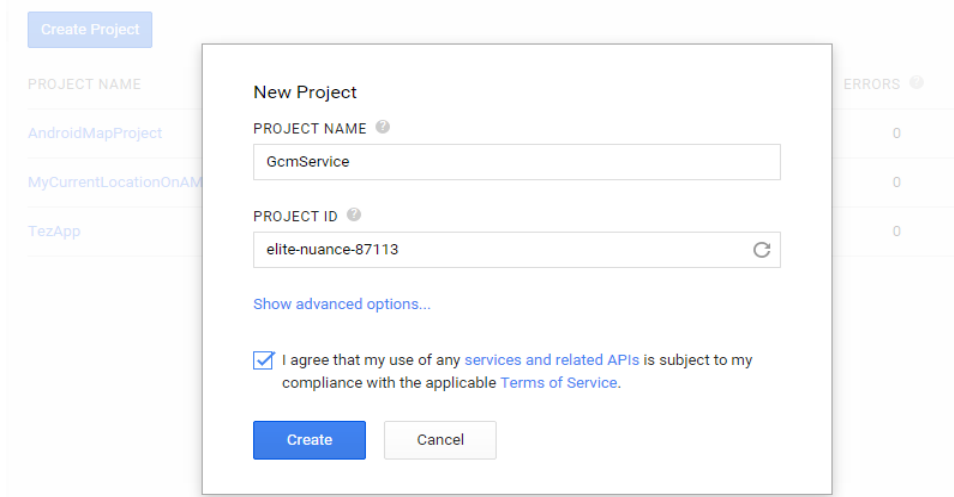 Create Project
PROJECT NAME
ERRORS ?
AndroidMapProject
0
MyCurrentLocationOnAM
0
TezApp
0
New Project
PROJECT NAME ?
GcmService
PROJECT ID ?
elite-nuance-87113
Show advanced options...
I agree that my use of any services and related APIs is subject to my
compliance with the applicable Terms of Service.
Create
Cancel